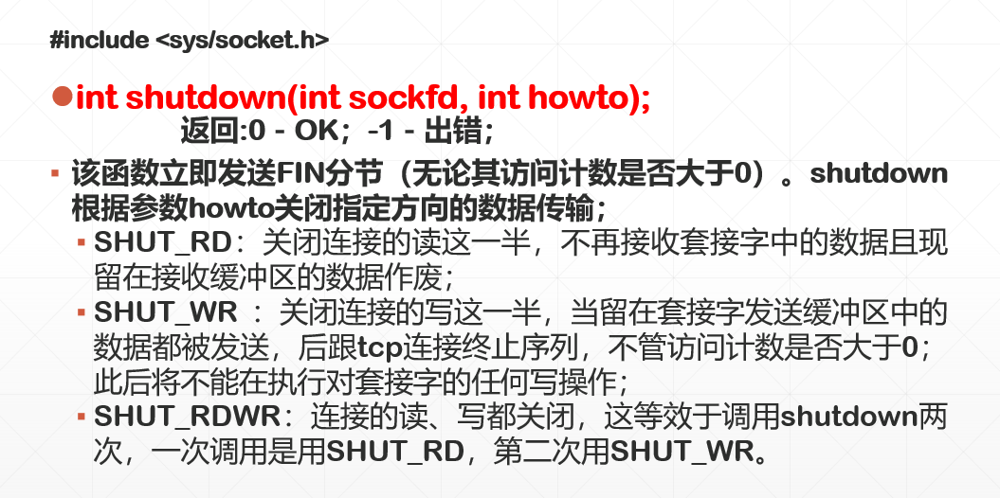 #include <sys/socket.h>
●int shutdown(int sockfd, int howto);
返回:0 - OK；-1 - 出错；
▪ 该函数立即发送FIN分节（无论其访问计数是否大于0）。shutdown
根据参数howto关闭指定方向的数据传输；
▪ SHUT_RD：关闭连接的读这一半，不再接收套接字中的数据且现
留在接收缓冲区的数据作废；
▪ SHUT_WR ：关闭连接的写这一半，当留在套接字发送缓冲区中的
数据都被发送，后跟tcp连接终止序列，不管访问计数是否大于0；
此后将不能在执行对套接字的任何写操作；
▪ SHUT_RDWR：连接的读、写都关闭，这等效于调用shutdown两
次，一次调用是用SHUT_RD，第二次用SHUT_WR。